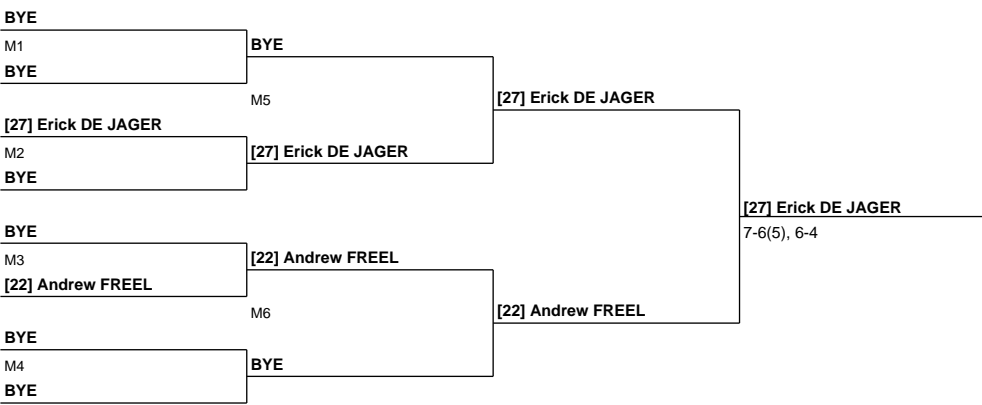 BYE
M1
BYE
BYE
M5
[27] Erick DE JAGER
[27] Erick DE JAGER
M2
[27] Erick DE JAGER
BYE
[27] Erick DE JAGER
7-6(5), 6-4
BYE
M3
[22] Andrew FREEL
[22] Andrew FREEL
M6
[22] Andrew FREEL
BYE
M4
BYE
BYE